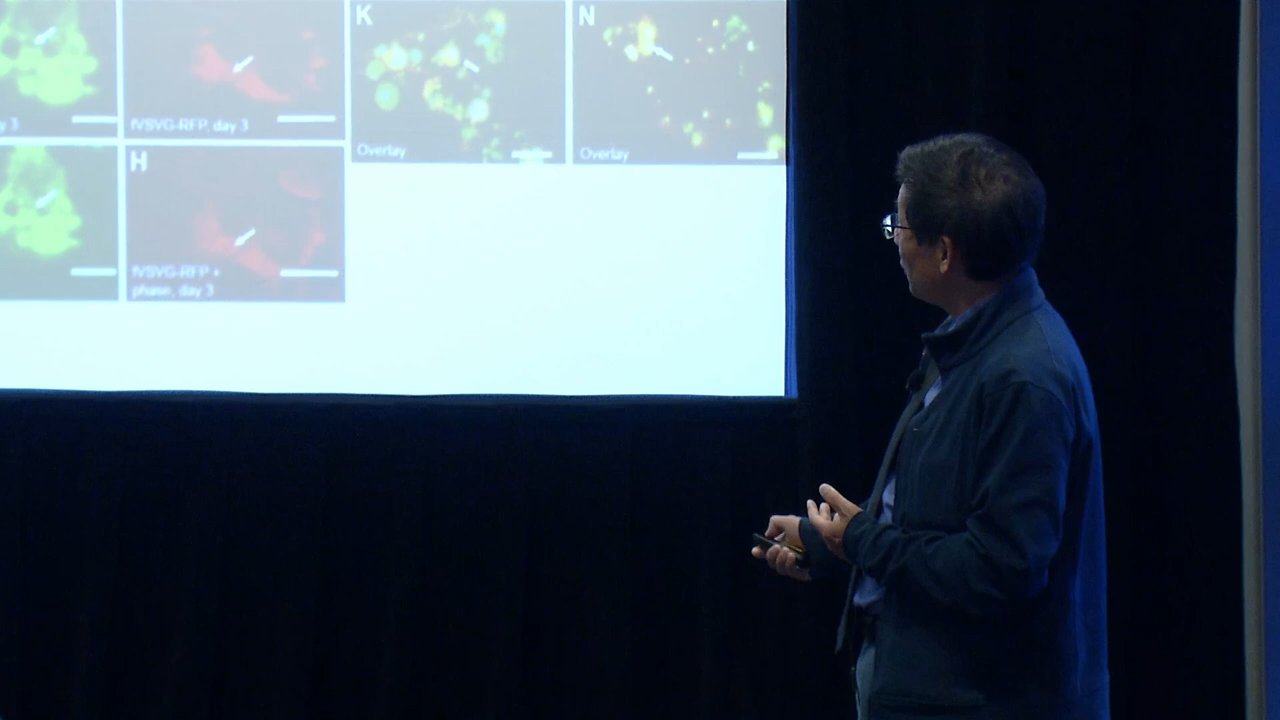 K
N
y 3
fVSVG-RFP, day 3
Overlay
Overlay
H
fVSVG-RFP +
phase, day 3